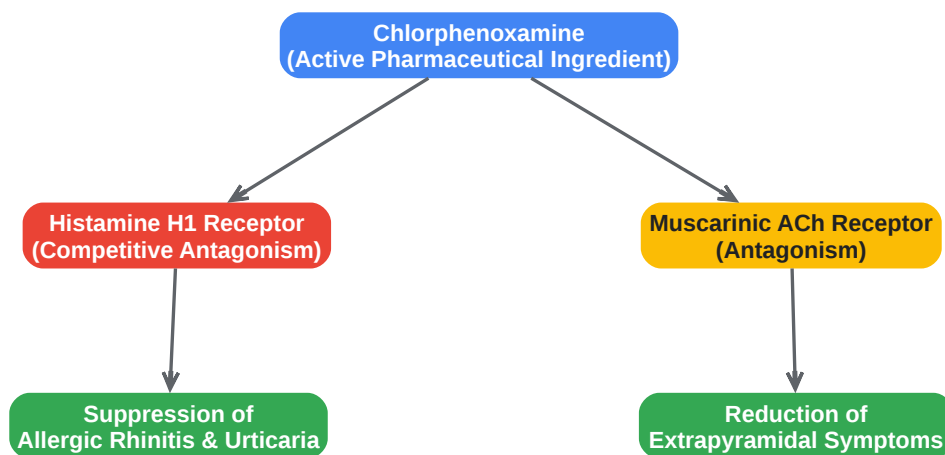 Chlorphenoxamine
(Active Pharmaceutical Ingredient)
Histamine H1 Receptor
(Competitive Antagonism)
Muscarinic ACh Receptor
(Antagonism)
Suppression of
Allergic Rhinitis & Urticaria
Reduction of
Extrapyramidal Symptoms